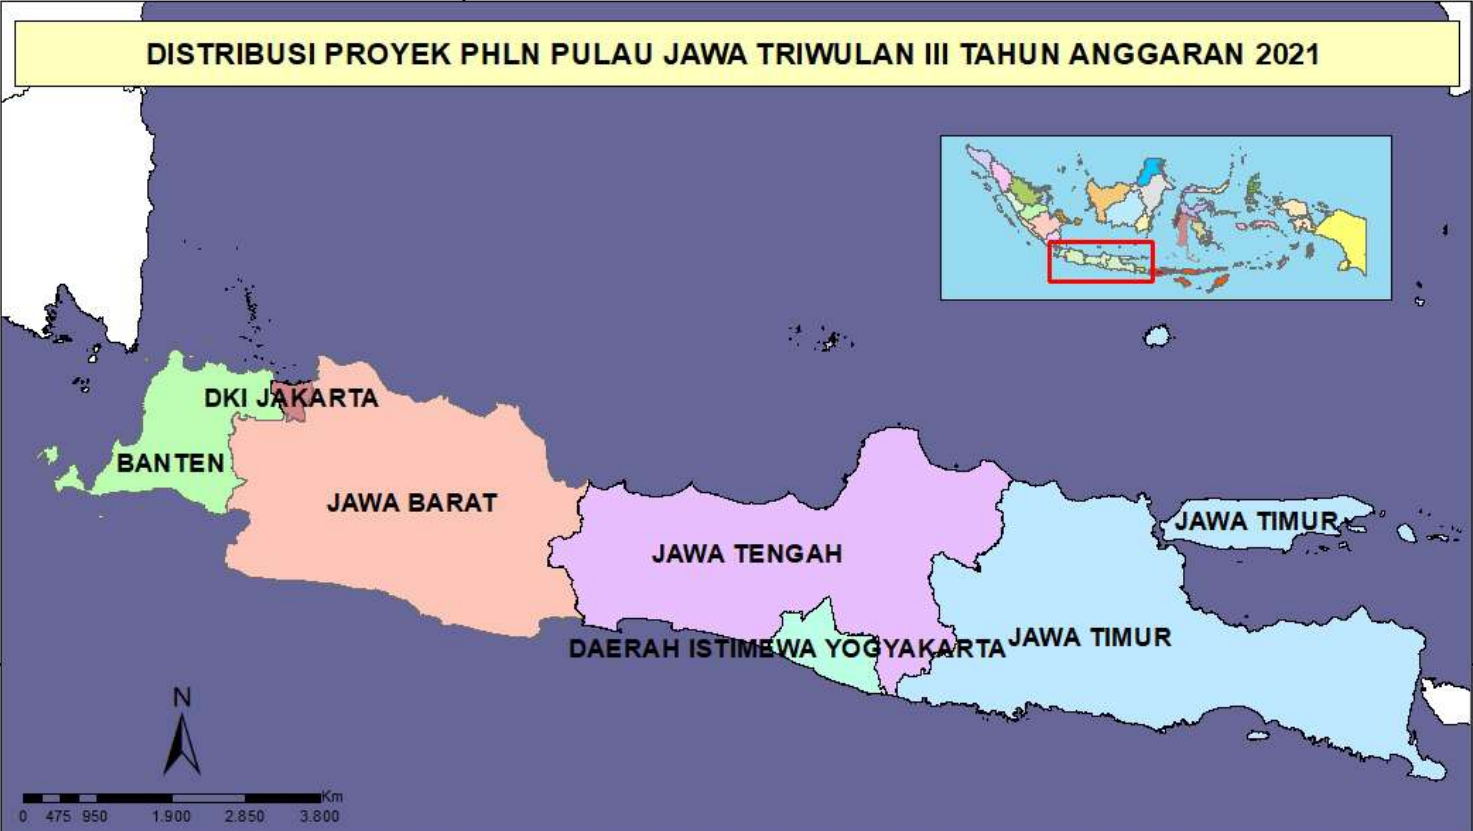 DISTRIBUSI PROYEK PHLN PULAU JAWA TRIWULAN III TAHUN ANGGARAN 2021
DKI JAKARTA
BANTEN
JAWA BARAT
JAWA TENGAH
JAWA TIMUR
DAERAH ISTIMEWA YOGYAKARTA
JAWA TIMUR
N
Km
0 475 950 1.900 2.850 3.800